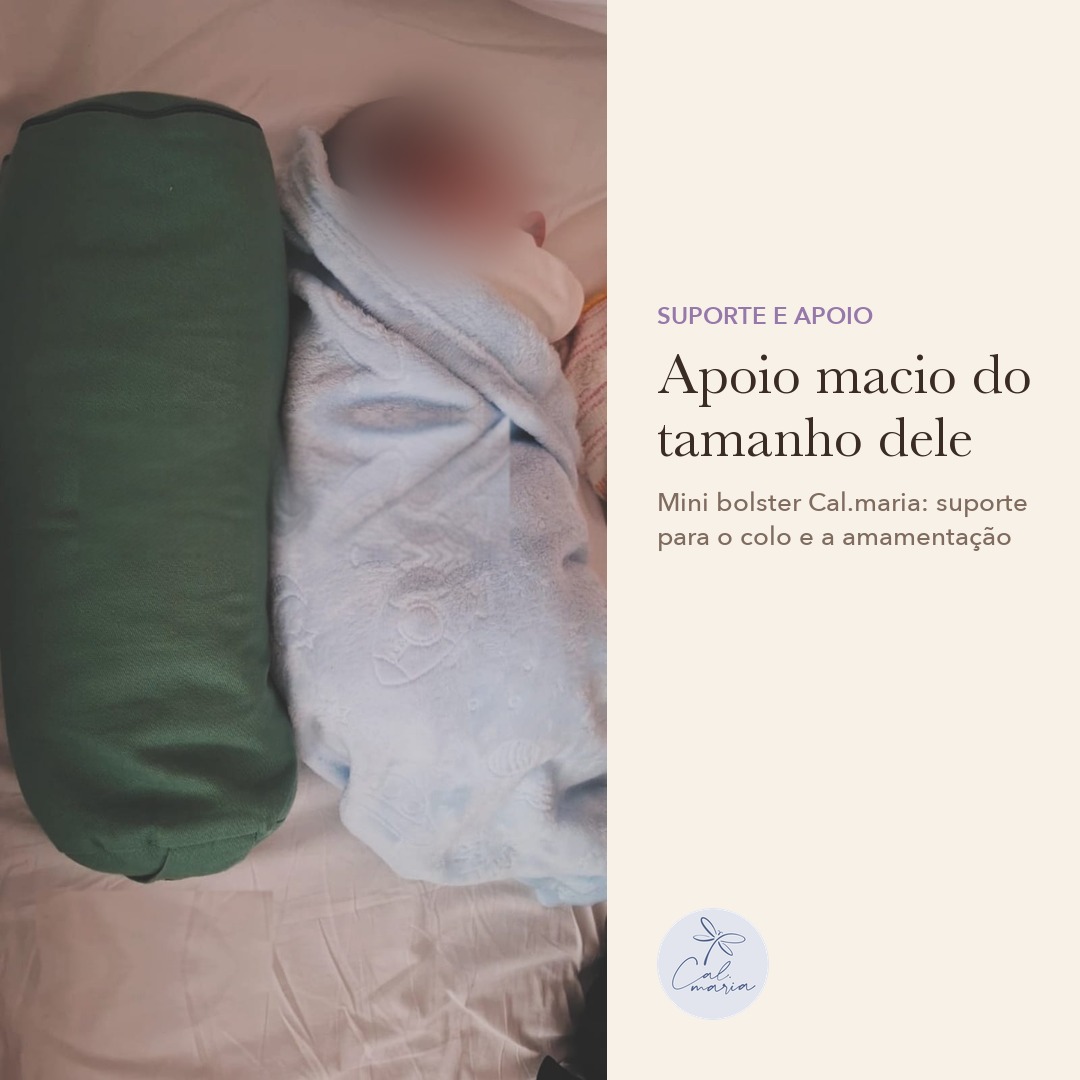 SUPORTE E APOIO
Apoio macio do
tamanho dele
Mini bolster Cal.maria: suporte
para o colo e a amamentação
Cal.
maria